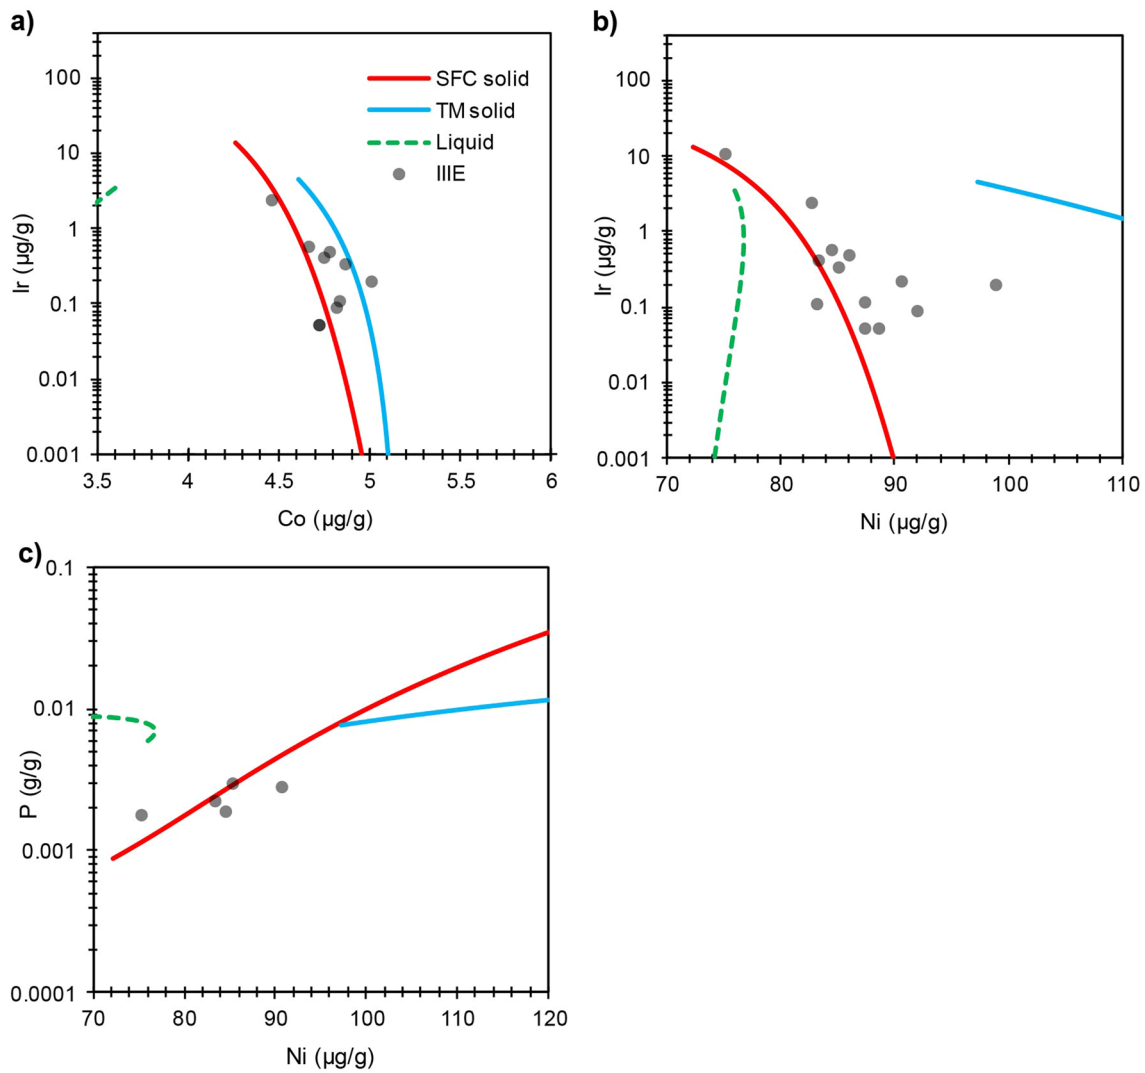 a)
100
10
1
0.1
0.01
0.001
Ir (µg/g)
3.5
4
4.5
5
5.5
6
Co (µg/g)
SFC solid
TM solid
Liquid
IIIE
b)
100
10
1
0.1
0.01
0.001
Ir (µg/g)
70
80
90
100
110
Ni (µg/g)
c)
0.1
0.01
0.001
0.0001
P (g/g)
70
80
90
100
110
120
Ni (µg/g)